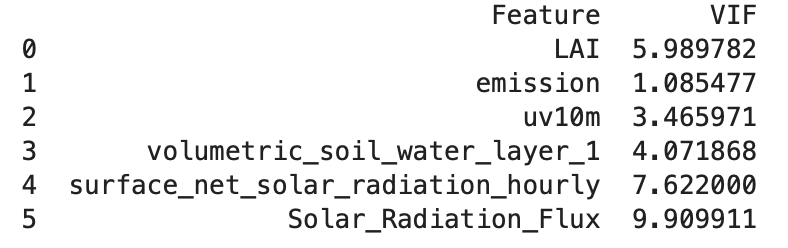 Feature VIF
0 LAI 5.989782
1 emission 1.085477
2 uv10m 3.465971
3 volumetric_soil_water_layer_1 4.071868
4 surface_net_solar_radiation_hourly 7.622000
5 Solar_Radiation_Flux 9.909911